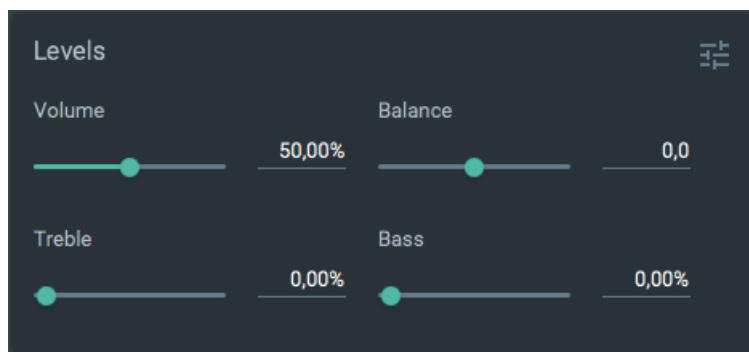 Levels
Volume
Balance
50,00%
0,0
Treble
Bass
0,00%
0,00%